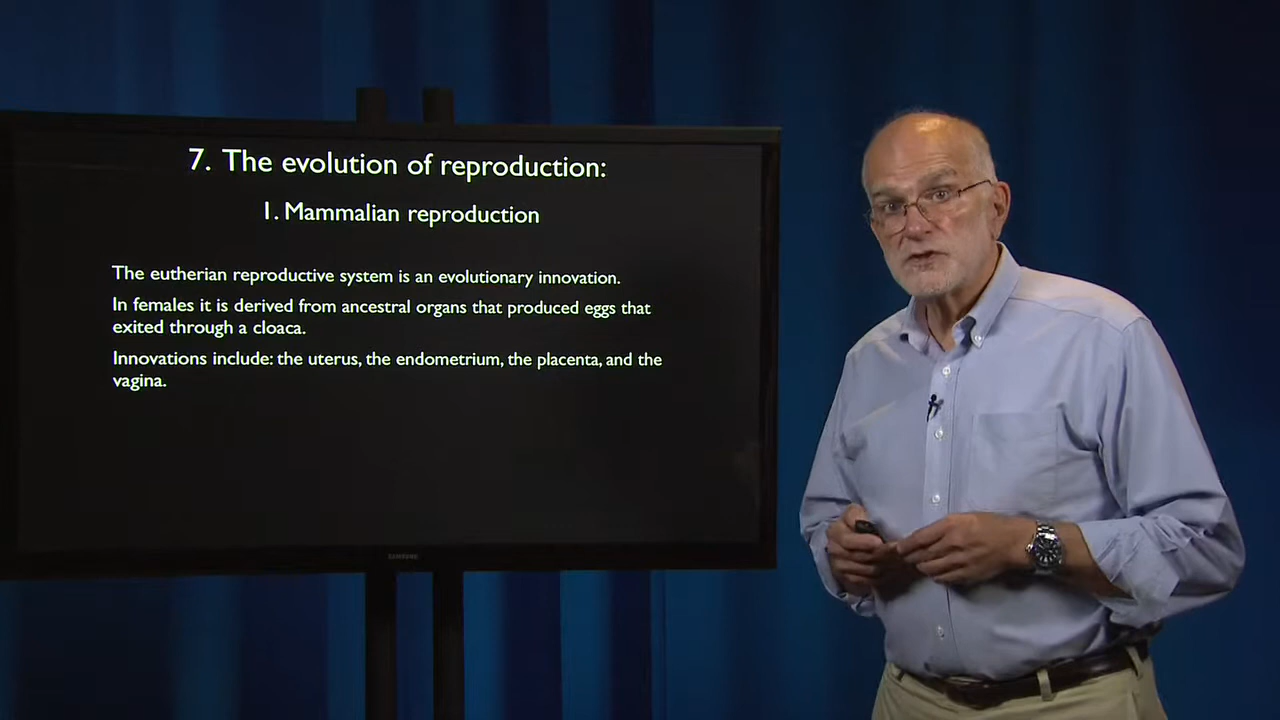 7. The evolution of reproduction:
1. Mammalian reproduction
The eutherian reproductive system is an evolutionary innovation.
In females it is derived from ancestral organs that produced eggs that
exited through a cloaca.
Innovations include: the uterus, the endometrium, the placenta, and the
vagina.
SAMSUNG